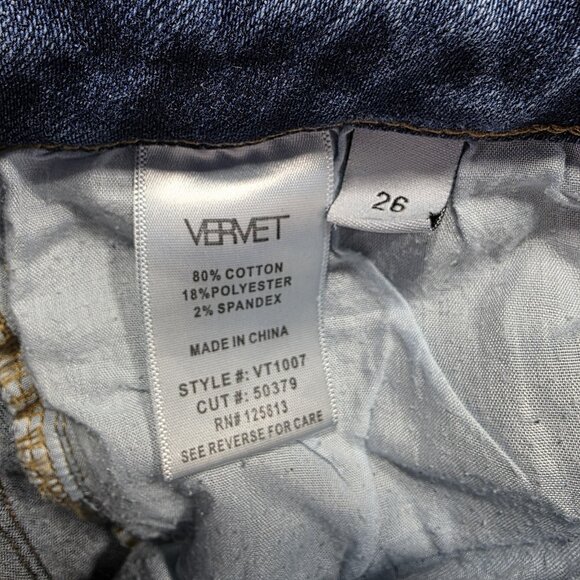 VERVET
80% COTTON
18%POLYESTER
2% SPANDEX
MADE IN CHINA
STYLE #: VT1007
CUT #: 50379
RN# 125813
SEE REVERSE FOR CARE
26